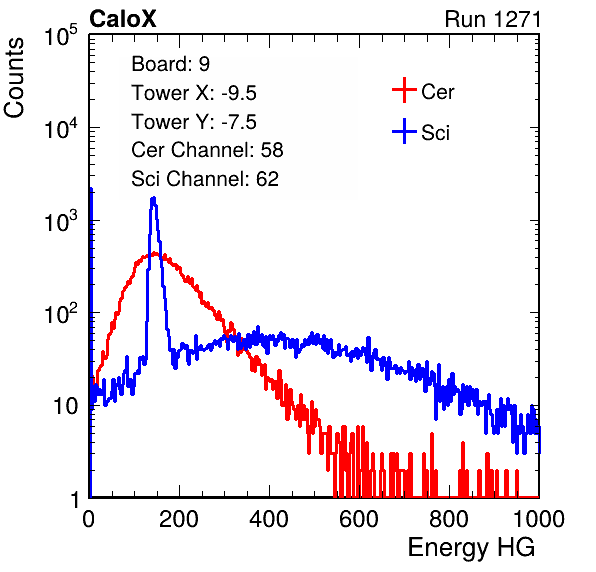 CaloX Run 1271
Counts
Board: 9
Tower X: -9.5
Tower Y: -7.5
Cer Channel: 58
Sci Channel: 62
Cer
Sci
10^5
10^4
10^3
10^2
10
1
0 200 400 600 800 1000
Energy HG